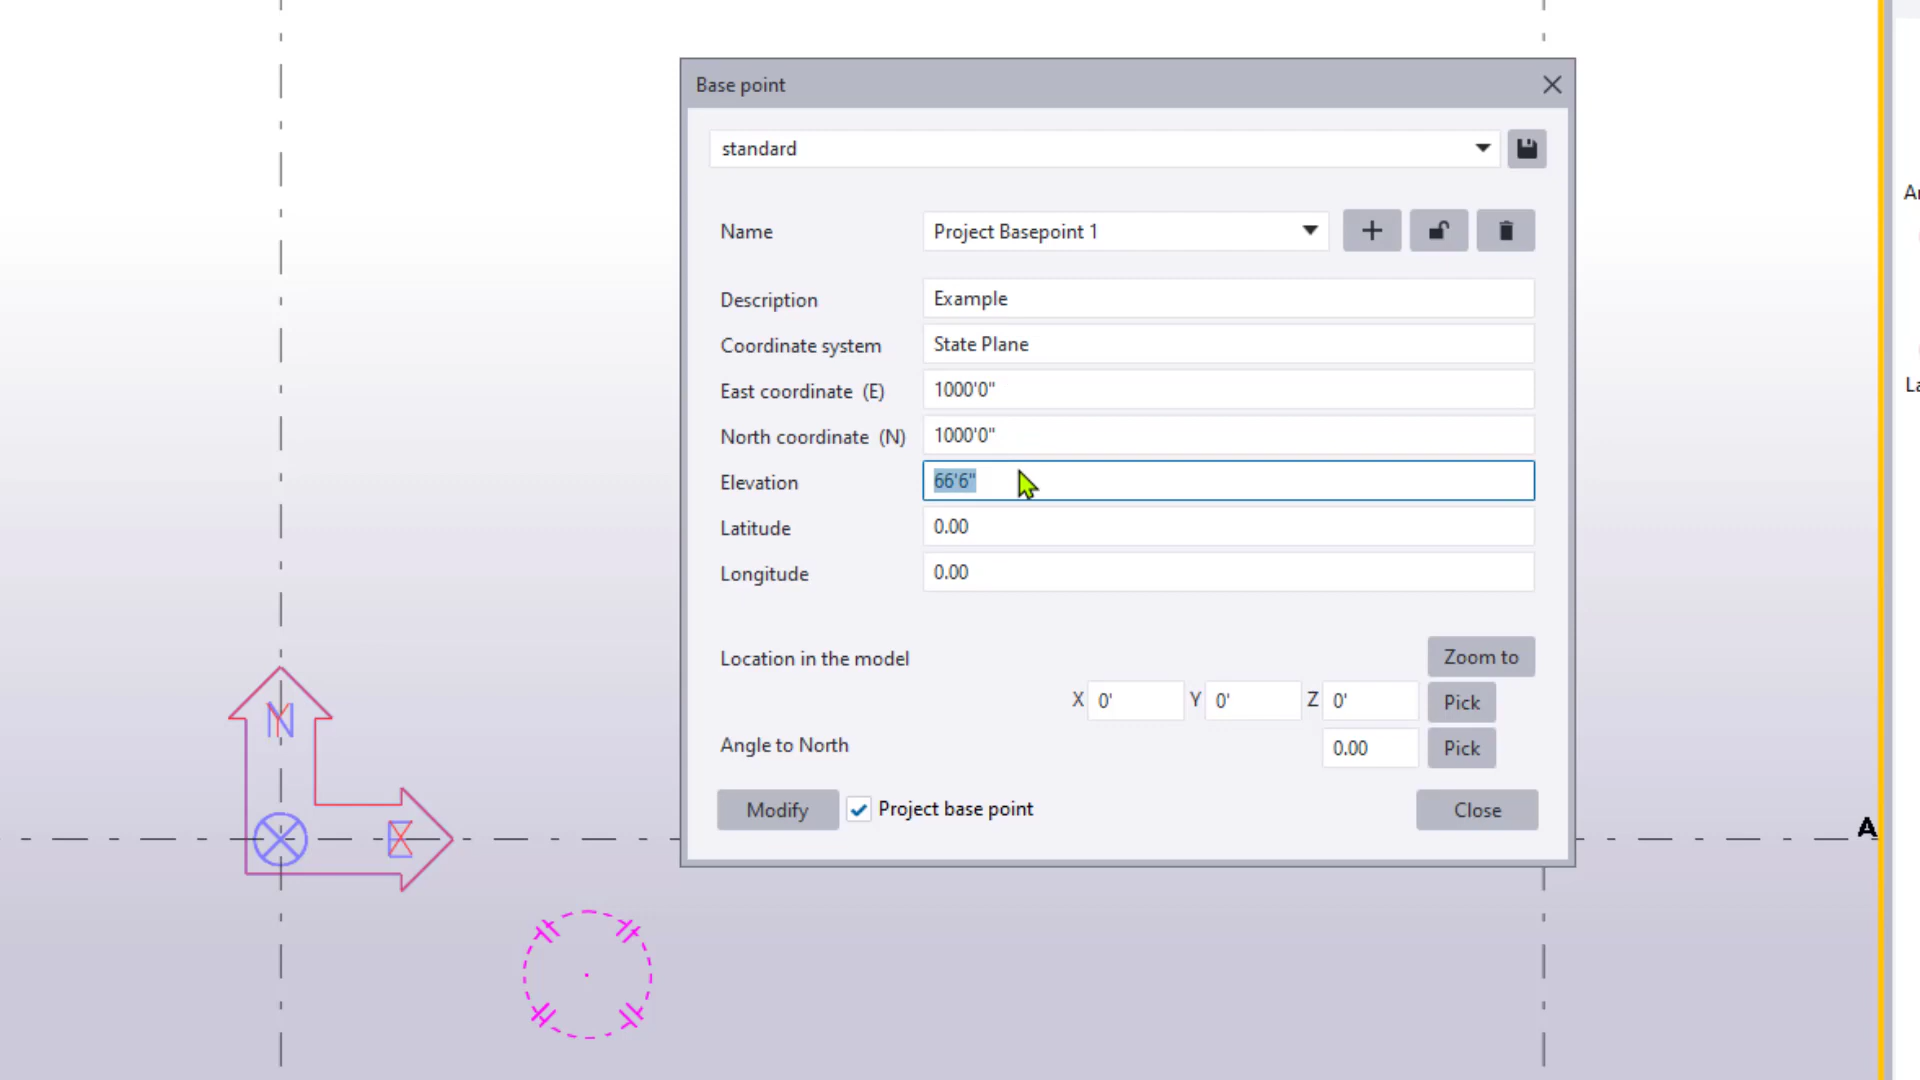 Base point
standard
Name Project Basepoint 1
Description Example
Coordinate system State Plane
East coordinate (E) 1000'0"
North coordinate (N) 1000'0"
Elevation 66'6"
Latitude 0.00
Longitude 0.00
Location in the model Zoom to
X 0' Y 0' Z 0' Pick
Angle to North 0.00 Pick
Modify Project base point Close
N
E
A